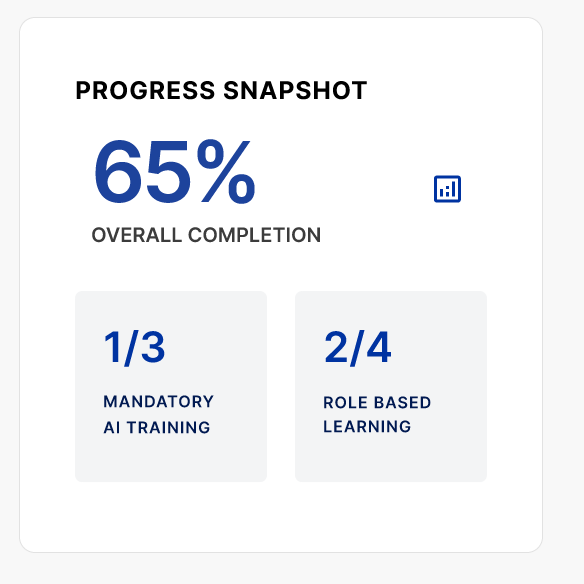 PROGRESS SNAPSHOT
65%
OVERALL COMPLETION
1/3
MANDATORY
AI TRAINING
2/4
ROLE BASED
LEARNING